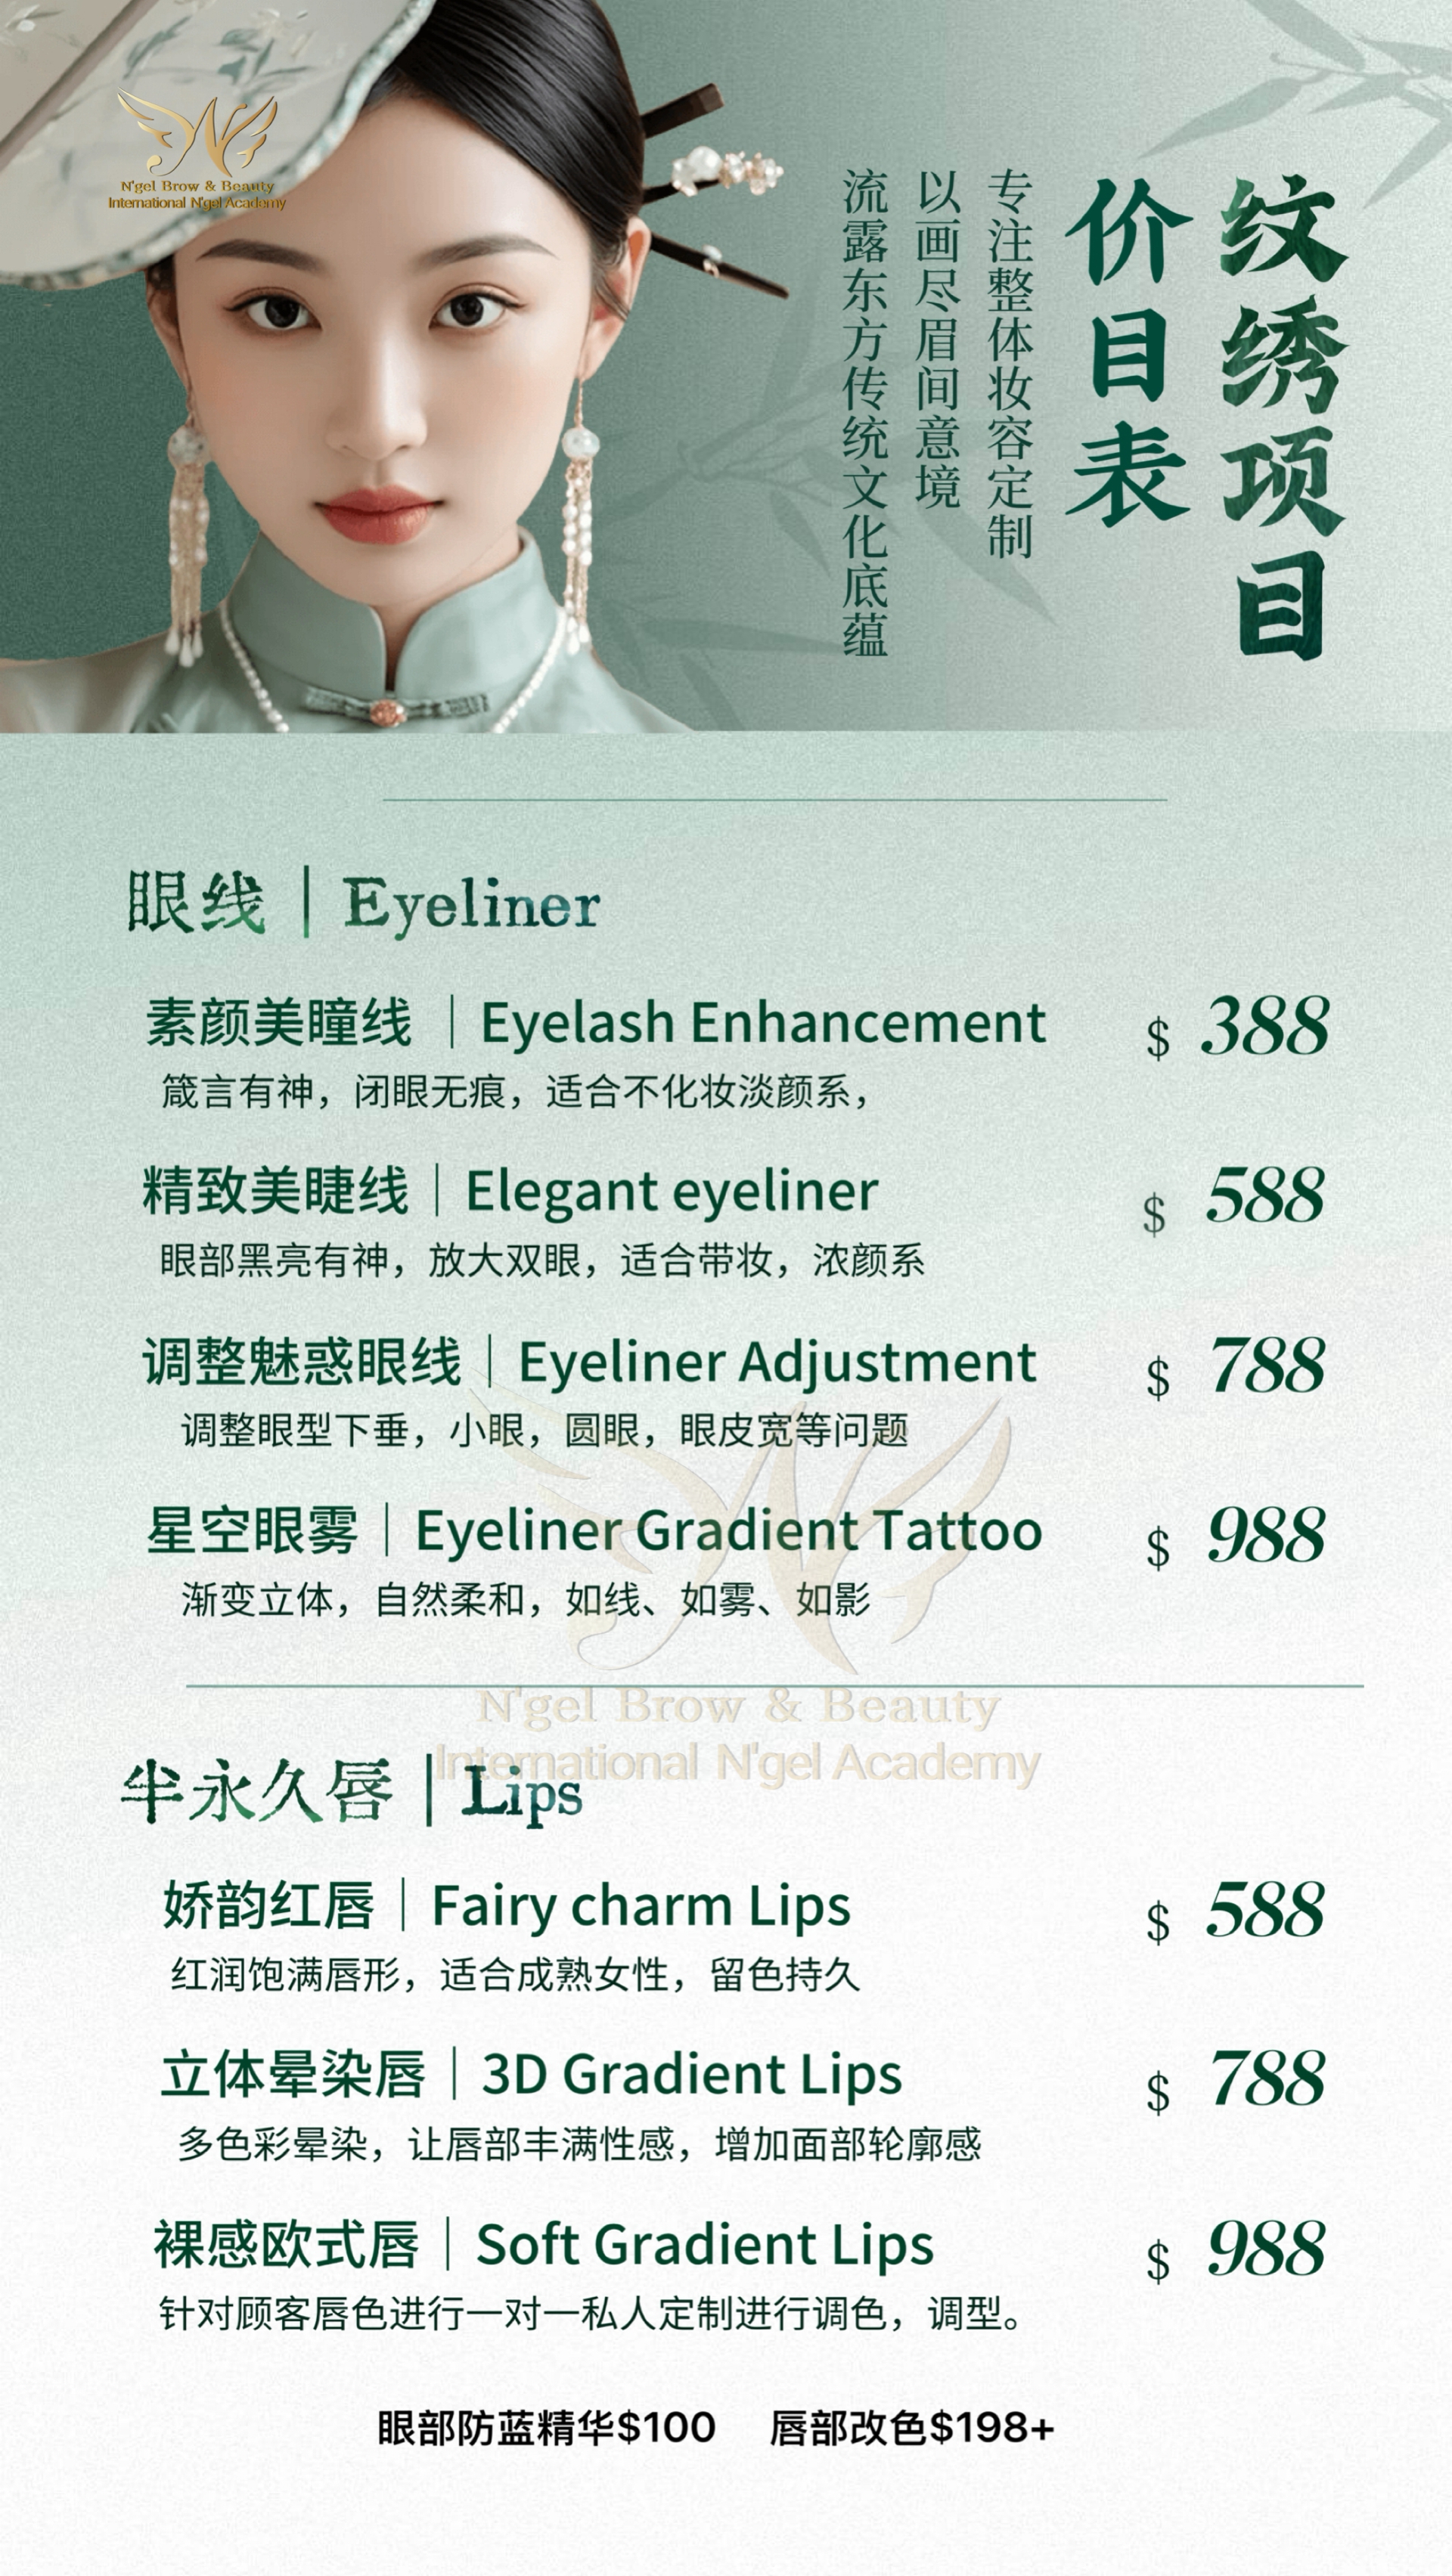 N'gel Brow & Beauty
International N'gel Academy
纹绣项目
价目表
专注整体妆容定制
以画尽眉间意境
流露东方传统文化底蕴
眼线 | Eyeliner
素颜美瞳线 | Eyelash Enhancement $ 388
箴言有神，闭眼无痕，适合不化妆淡颜系，
精致美睫线 | Elegant eyeliner $ 588
眼部黑亮有神，放大双眼，适合带妆，浓颜系
调整魅惑眼线 | Eyeliner Adjustment $ 788
调整眼型下垂，小眼，圆眼，眼皮宽等问题
星空眼雾 | Eyeliner Gradient Tattoo $ 988
渐变立体，自然柔和，如线、如雾、如影
N'gel Brow & Beauty
International N'gel Academy
半永久唇 | Lips
娇韵红唇 | Fairy charm Lips $ 588
红润饱满唇形，适合成熟女性，留色持久
立体晕染唇 | 3D Gradient Lips $ 788
多色彩晕染，让唇部丰满性感，增加面部轮廓感
裸感欧式唇 | Soft Gradient Lips $ 988
针对顾客唇色进行一对一私人定制进行调色，调型。
眼部防蓝精华$100 唇部改色$198+